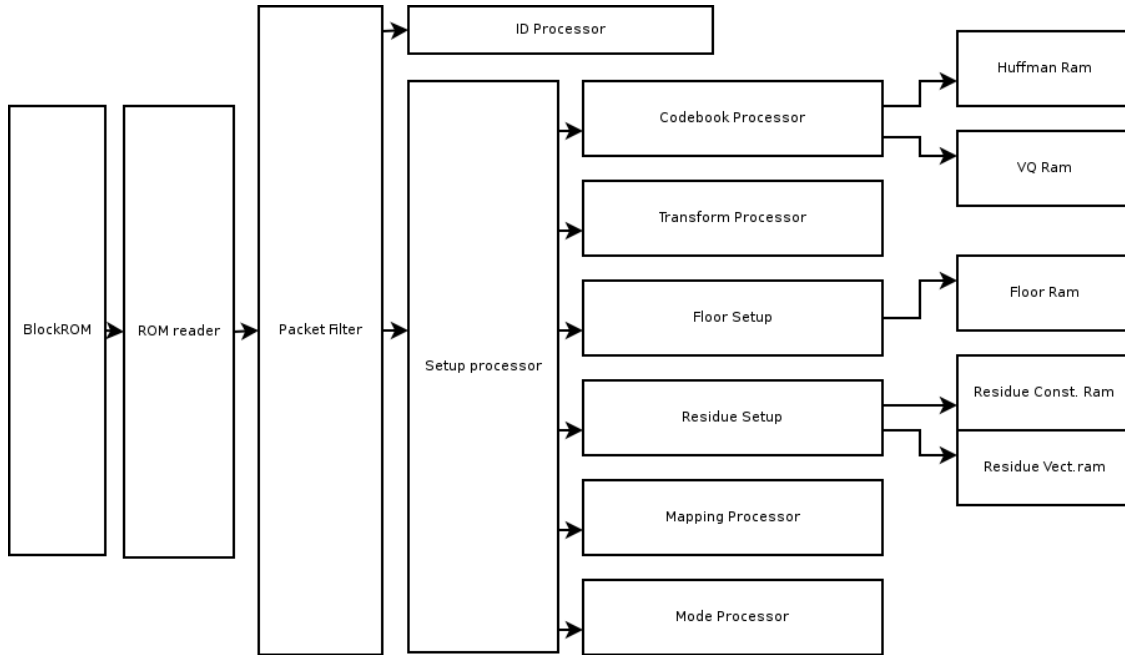 BlockROM
ROM reader
Packet Filter
ID Processor
Setup processor
Codebook Processor
Transform Processor
Floor Setup
Residue Setup
Mapping Processor
Mode Processor
Huffman Ram
VQ Ram
Floor Ram
Residue Const. Ram
Residue Vect.ram